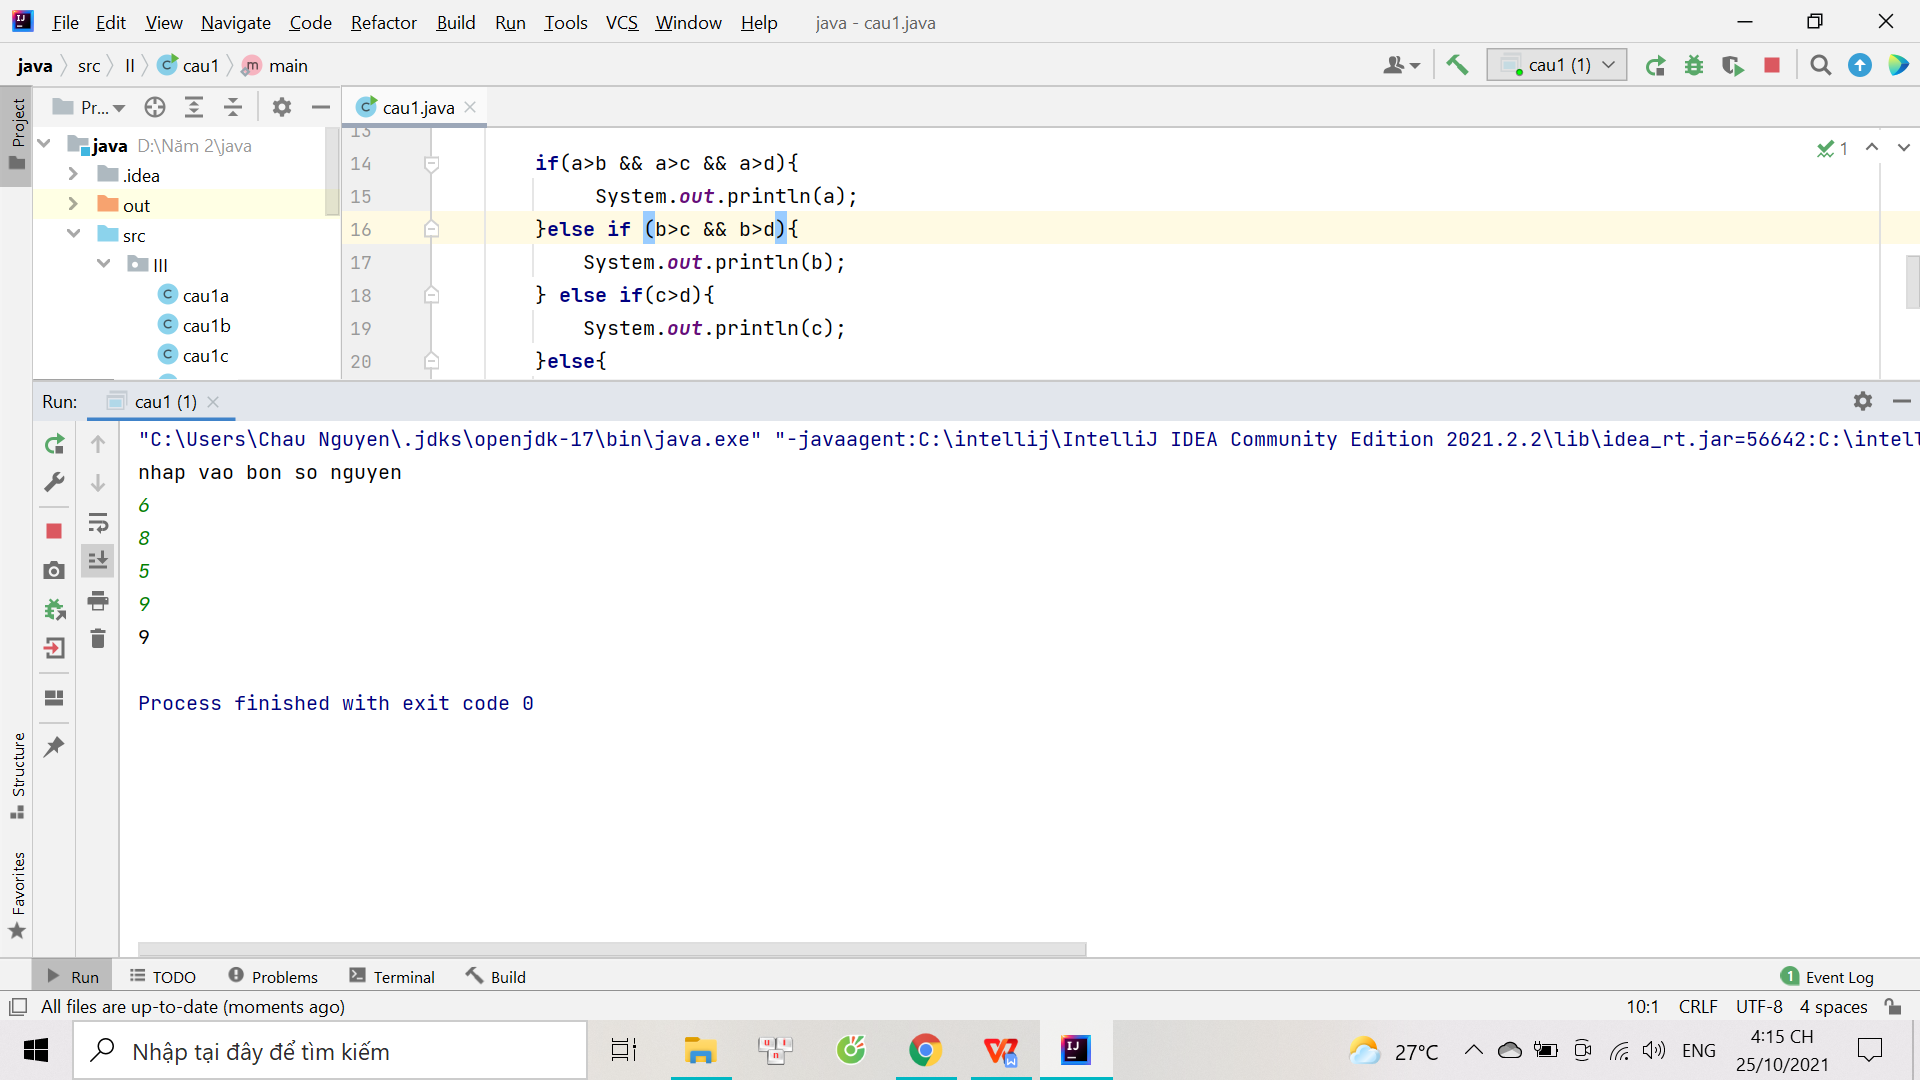 File Edit View Navigate Code Refactor Build Run Tools VCS Window Help java - cau1.java
java src II cau1 main cau1 (1)
Project
Pr... cau1.java
java D:\Năm 2\java
.idea
out
src
III
cau1a
cau1b
cau1c
13
14 if(a>b && a>c && a>d){
15 System.out.println(a);
16 }else if (b>c && b>d){
17 System.out.println(b);
18 } else if(c>d){
19 System.out.println(c);
20 }else{
1
Run: cau1 (1)
"C:\Users\Chau Nguyen\.jdks\openjdk-17\bin\java.exe" "-javaagent:C:\intellij\IntelliJ IDEA Community Edition 2021.2.2\lib\idea_rt.jar=56642:C:\intell
nhap vao bon so nguyen
6
8
5
9
9
Process finished with exit code 0
Structure
Favorites
Run TODO Problems Terminal Build 1 Event Log
All files are up-to-date (moments ago) 10:1 CRLF UTF-8 4 spaces
Nhập tại đây để tìm kiếm 27°C ENG 4:15 CH
25/10/2021